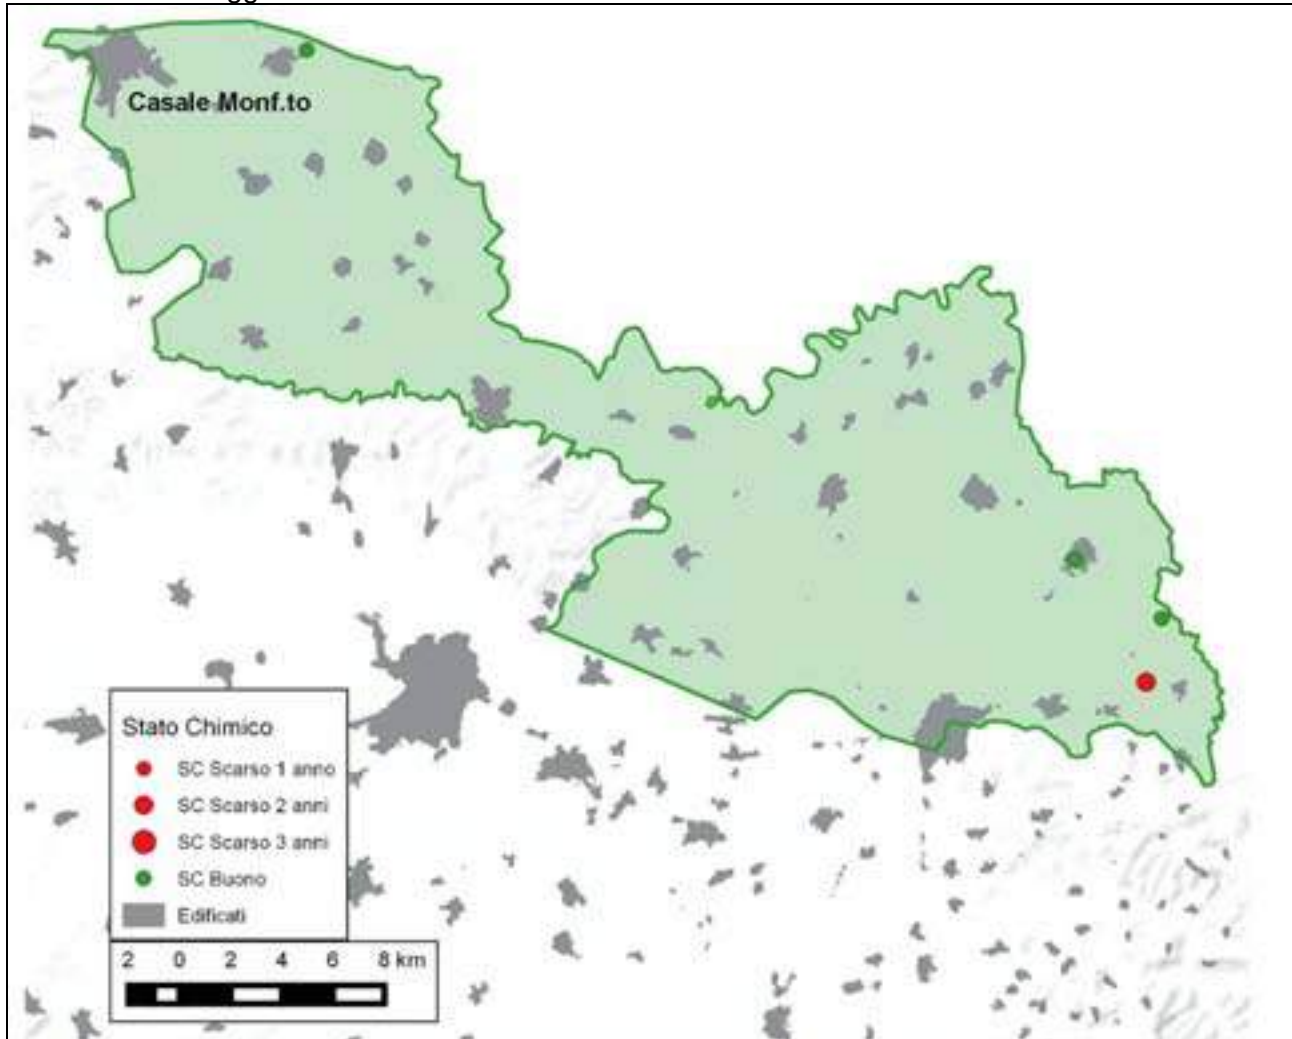 Casale Monf.to
Stato Chimico
SC Scarso 1 anno
SC Scarso 2 anni
SC Scarso 3 anni
SC Buono
Edificati
2 0 2 4 6 8 km